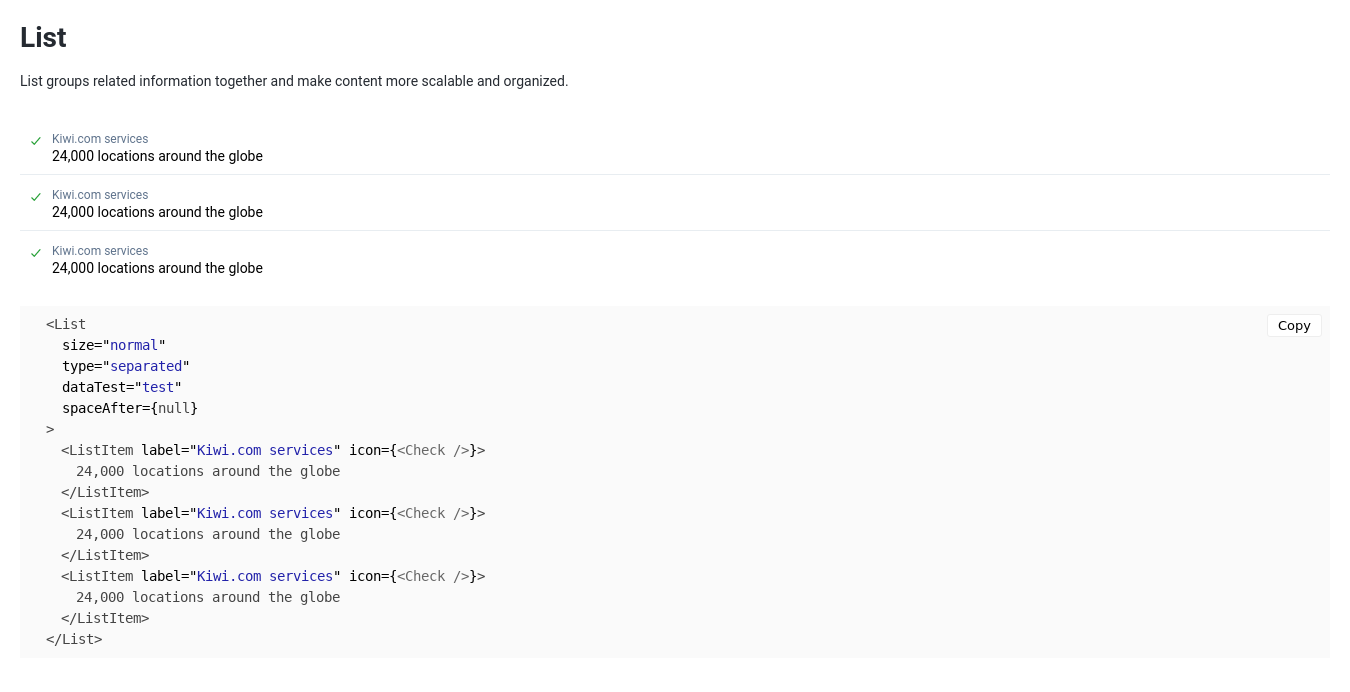 List
List groups related information together and make content more scalable and organized.
Kiwi.com services
24,000 locations around the globe
Kiwi.com services
24,000 locations around the globe
Kiwi.com services
24,000 locations around the globe
Copy
<List
  size="normal"
  type="separated"
  dataTest="test"
  spaceAfter={null}
>
  <ListItem label="Kiwi.com services" icon={<Check />}>
    24,000 locations around the globe
  </ListItem>
  <ListItem label="Kiwi.com services" icon={<Check />}>
    24,000 locations around the globe
  </ListItem>
  <ListItem label="Kiwi.com services" icon={<Check />}>
    24,000 locations around the globe
  </ListItem>
</List>